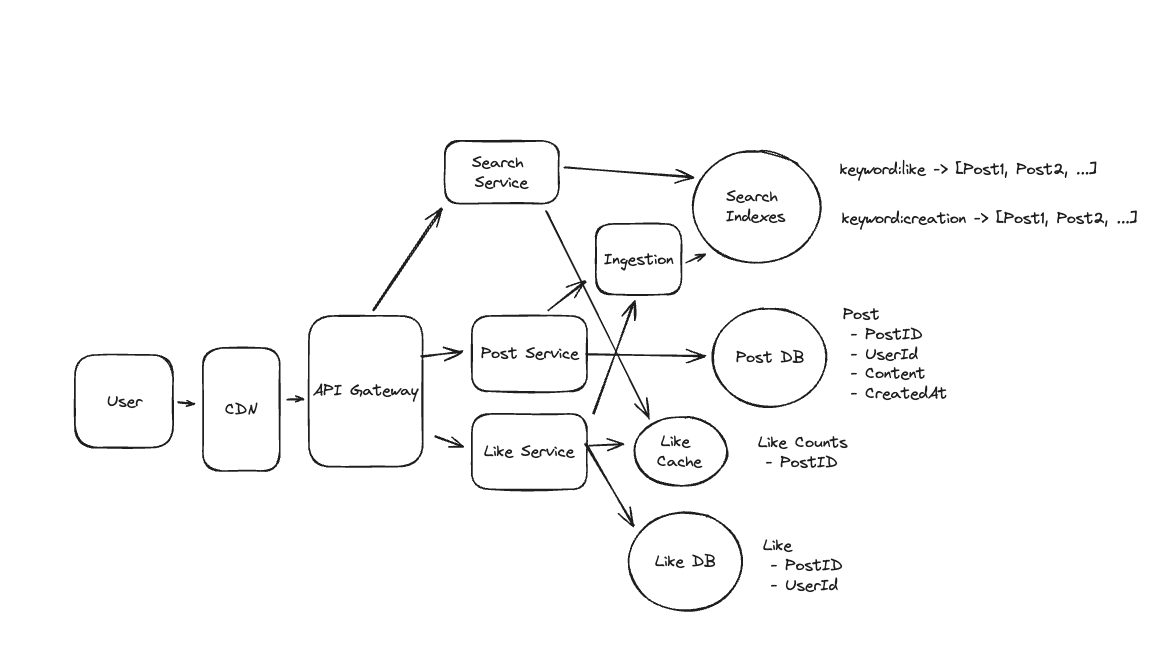 Search
Service
Search
Indexes
keyword:like -> [Post1, Post2, ...]
keyword:creation -> [Post1, Post2, ...]
Ingestion
User
CDN
API Gateway
Post Service
Post DB
Post
- PostID
- UserId
- Content
- CreatedAt
Like Service
Like
Cache
Like Counts
- PostID
Like DB
Like
- PostID
- UserId